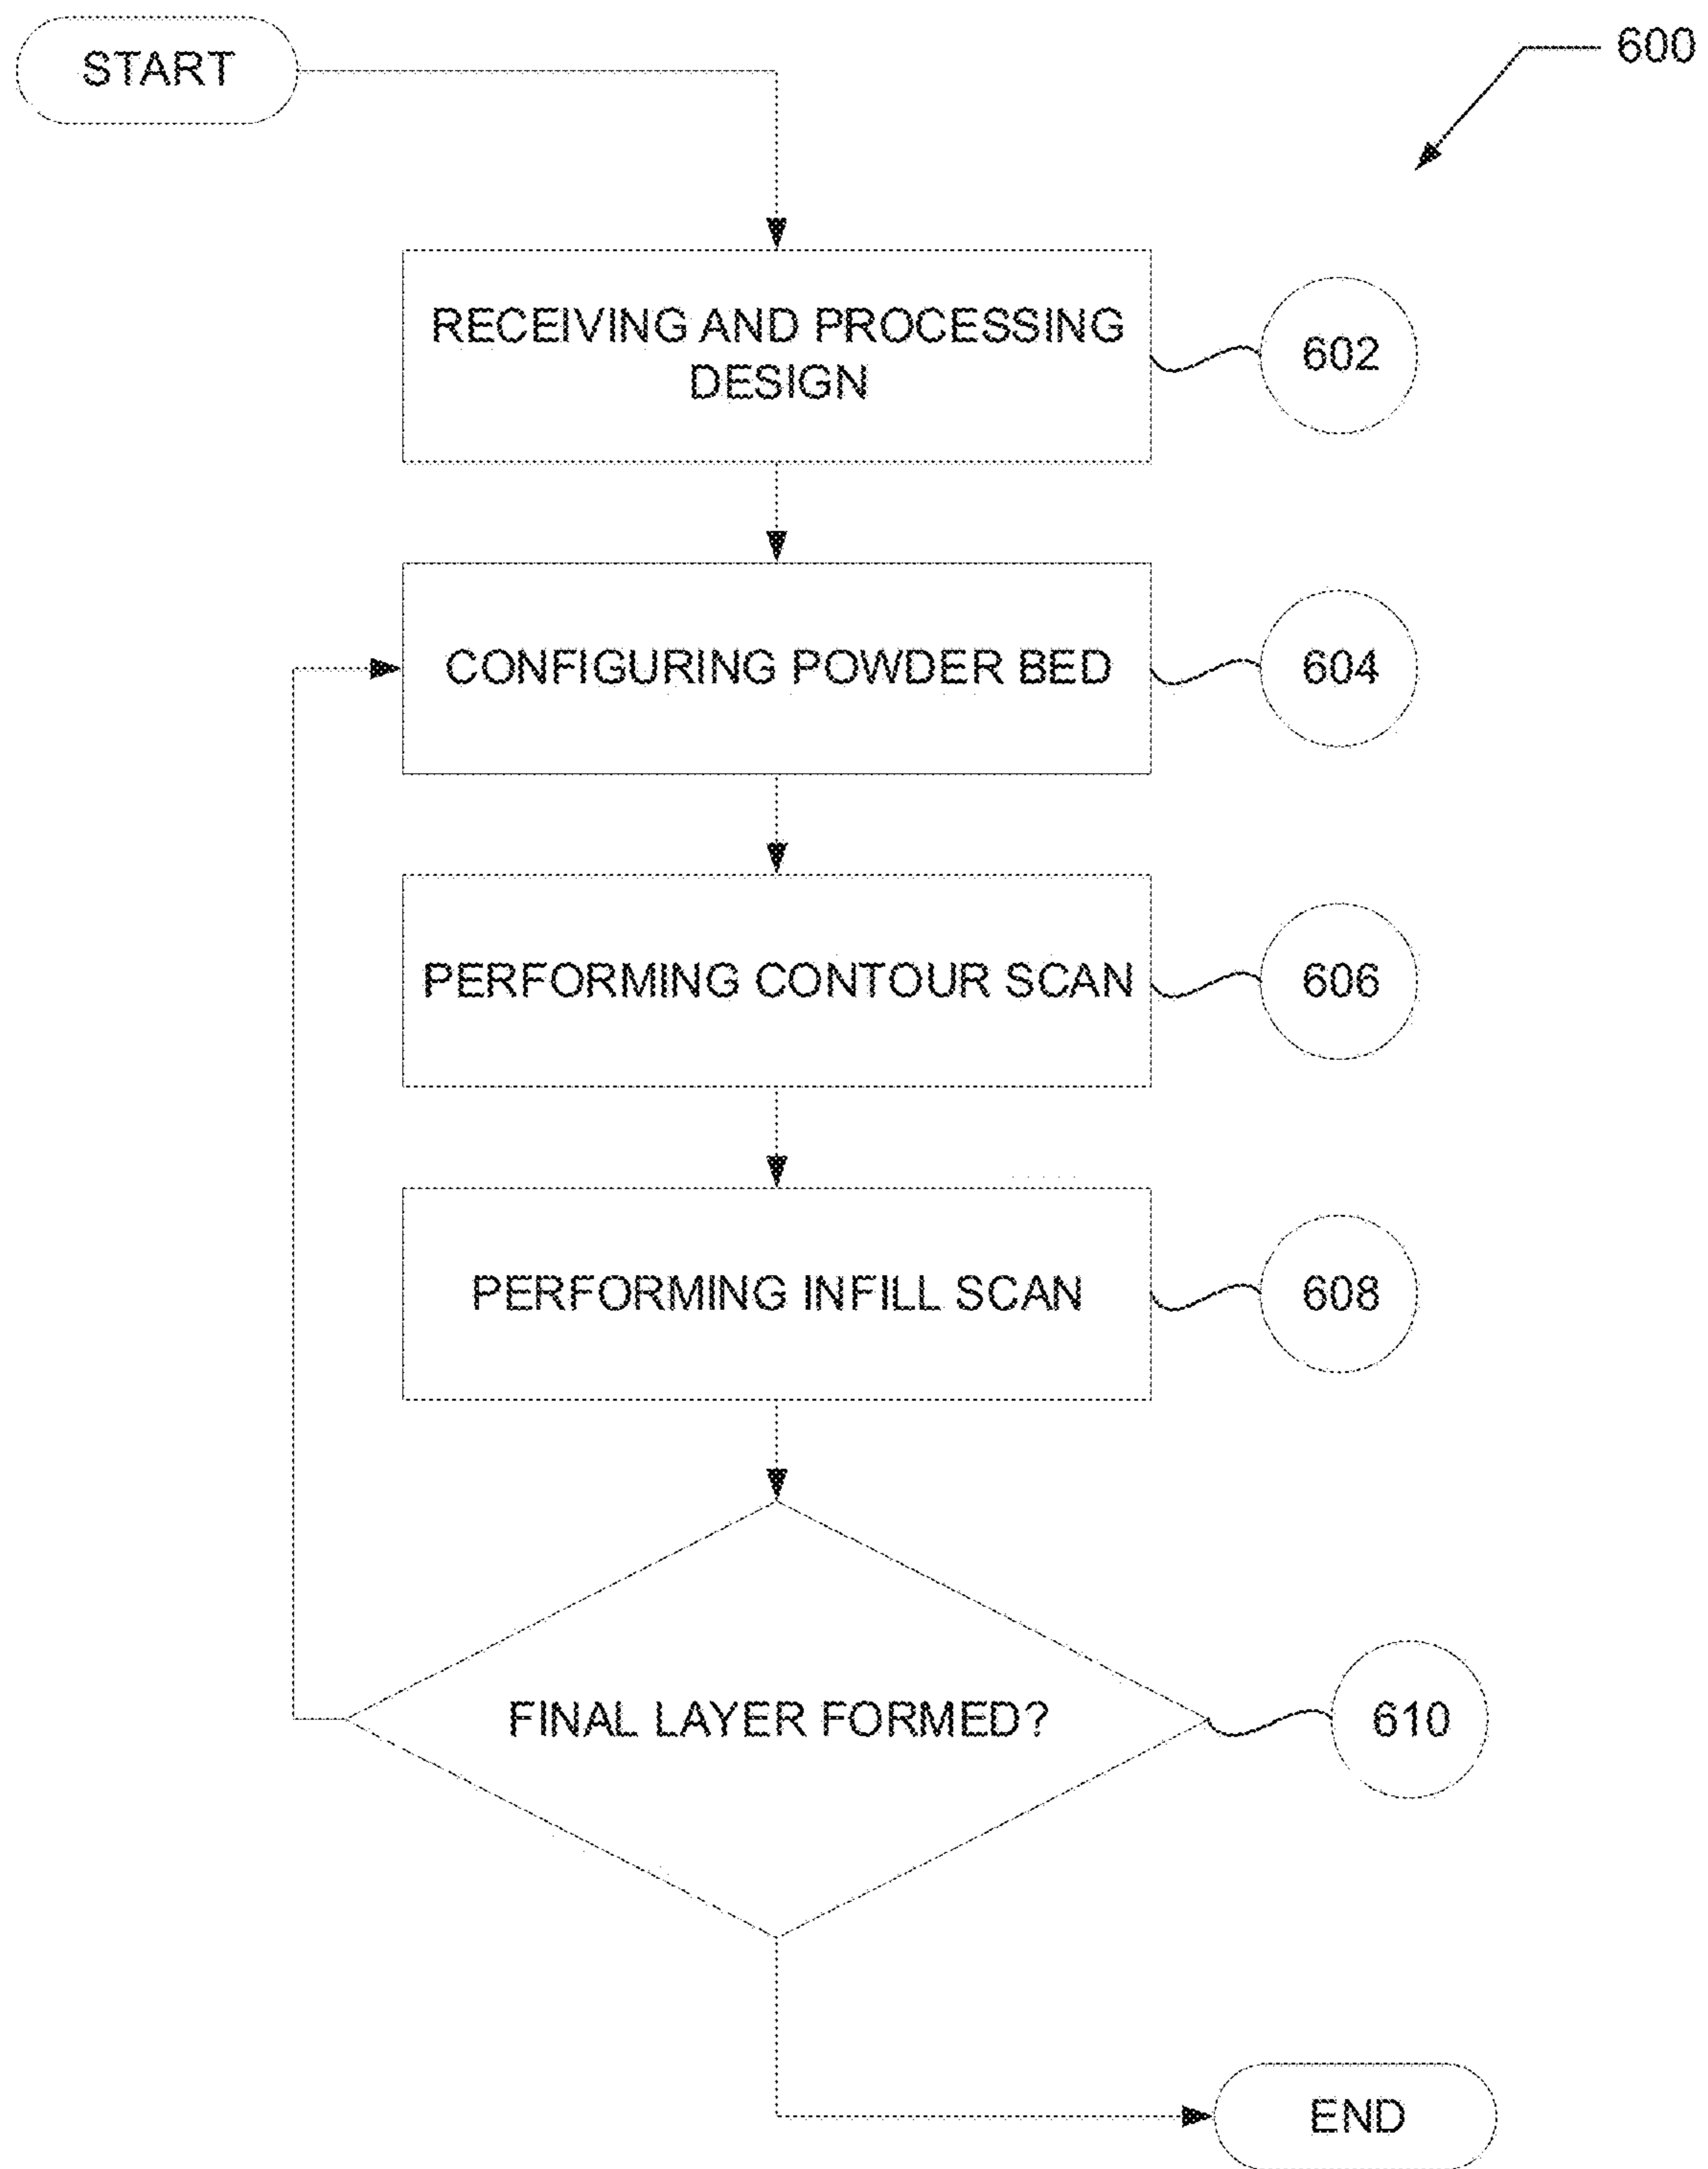 START
600
RECEIVING AND PROCESSING
DESIGN
602
CONFIGURING POWDER BED
604
PERFORMING CONTOUR SCAN
606
PERFORMING INFILL SCAN
608
FINAL LAYER FORMED?
610
END